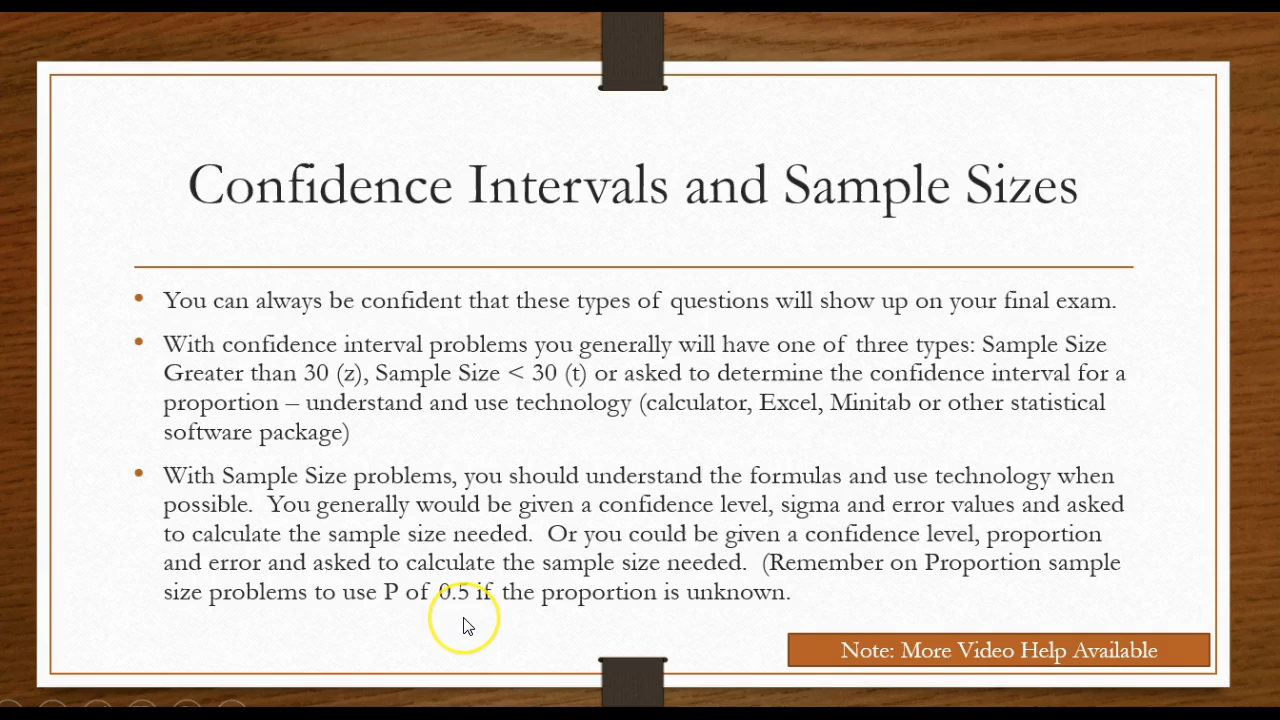 Confidence Intervals and Sample Sizes
• You can always be confident that these types of questions will show up on your final exam.
• With confidence interval problems you generally will have one of three types: Sample Size
Greater than 30 (z), Sample Size < 30 (t) or asked to determine the confidence interval for a
proportion – understand and use technology (calculator, Excel, Minitab or other statistical
software package)
• With Sample Size problems, you should understand the formulas and use technology when
possible. You generally would be given a confidence level, sigma and error values and asked
to calculate the sample size needed. Or you could be given a confidence level, proportion
and error and asked to calculate the sample size needed. (Remember on Proportion sample
size problems to use P of 0.5 if the proportion is unknown.
Note: More Video Help Available